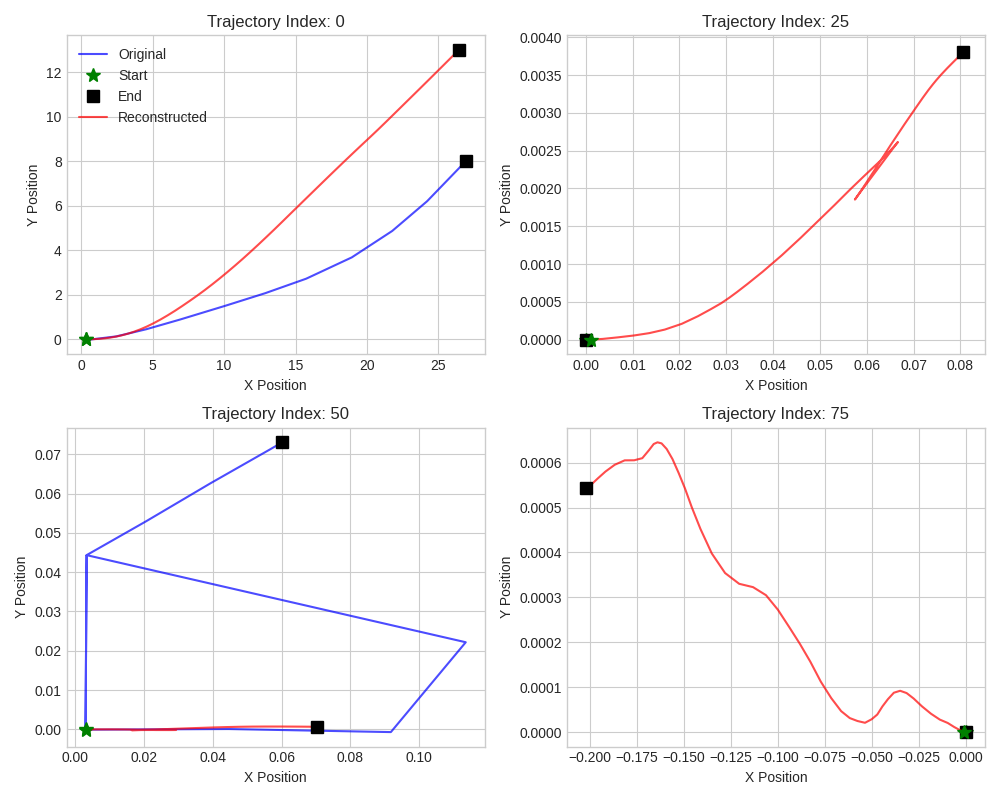 Trajectory Index: 0
Original
Start
End
Reconstructed
12
10
8
6
4
2
0
Y Position
0 5 10 15 20 25
X Position
Trajectory Index: 25
0.0040
0.0035
0.0030
0.0025
0.0020
0.0015
0.0010
0.0005
0.0000
Y Position
0.00 0.01 0.02 0.03 0.04 0.05 0.06 0.07 0.08
X Position
Trajectory Index: 50
0.07
0.06
0.05
0.04
0.03
0.02
0.01
0.00
Y Position
0.00 0.02 0.04 0.06 0.08 0.10
X Position
Trajectory Index: 75
0.0006
0.0005
0.0004
0.0003
0.0002
0.0001
0.0000
Y Position
−0.200 −0.175 −0.150 −0.125 −0.100 −0.075 −0.050 −0.025 0.000
X Position